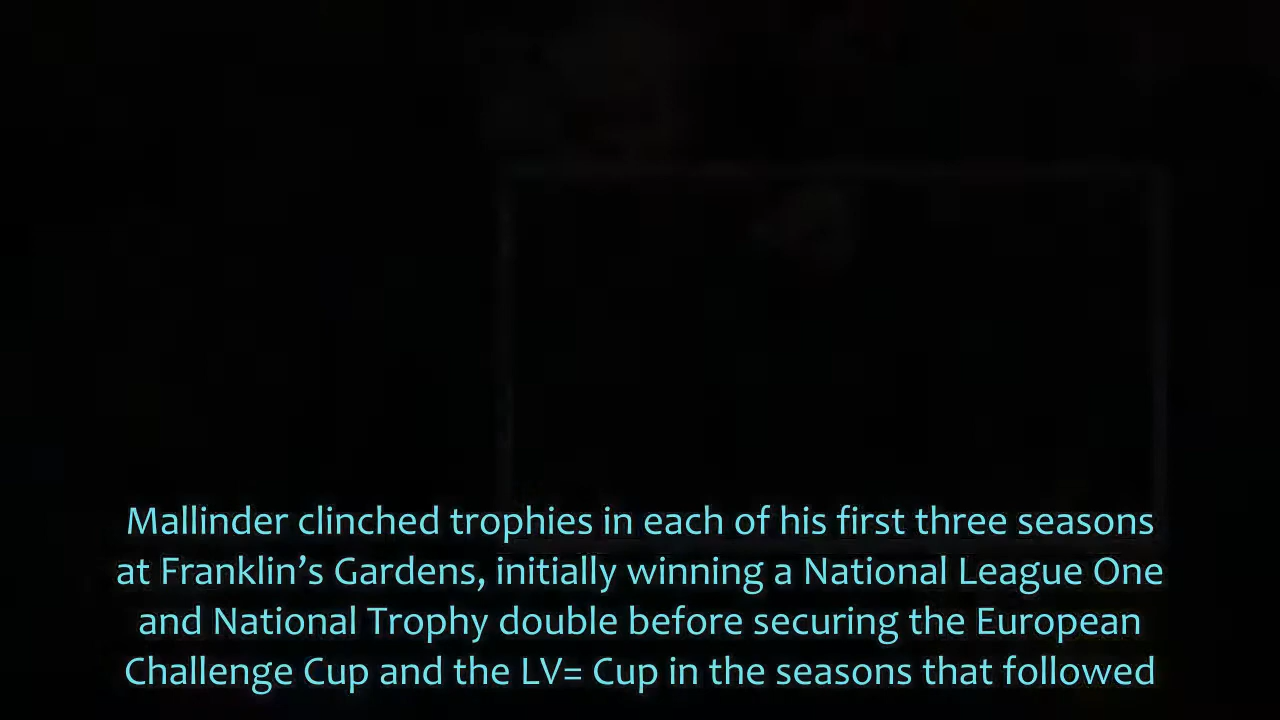 Mallinder clinched trophies in each of his first three seasons
at Franklin’s Gardens, initially winning a National League One
and National Trophy double before securing the European
Challenge Cup and the LV= Cup in the seasons that followed